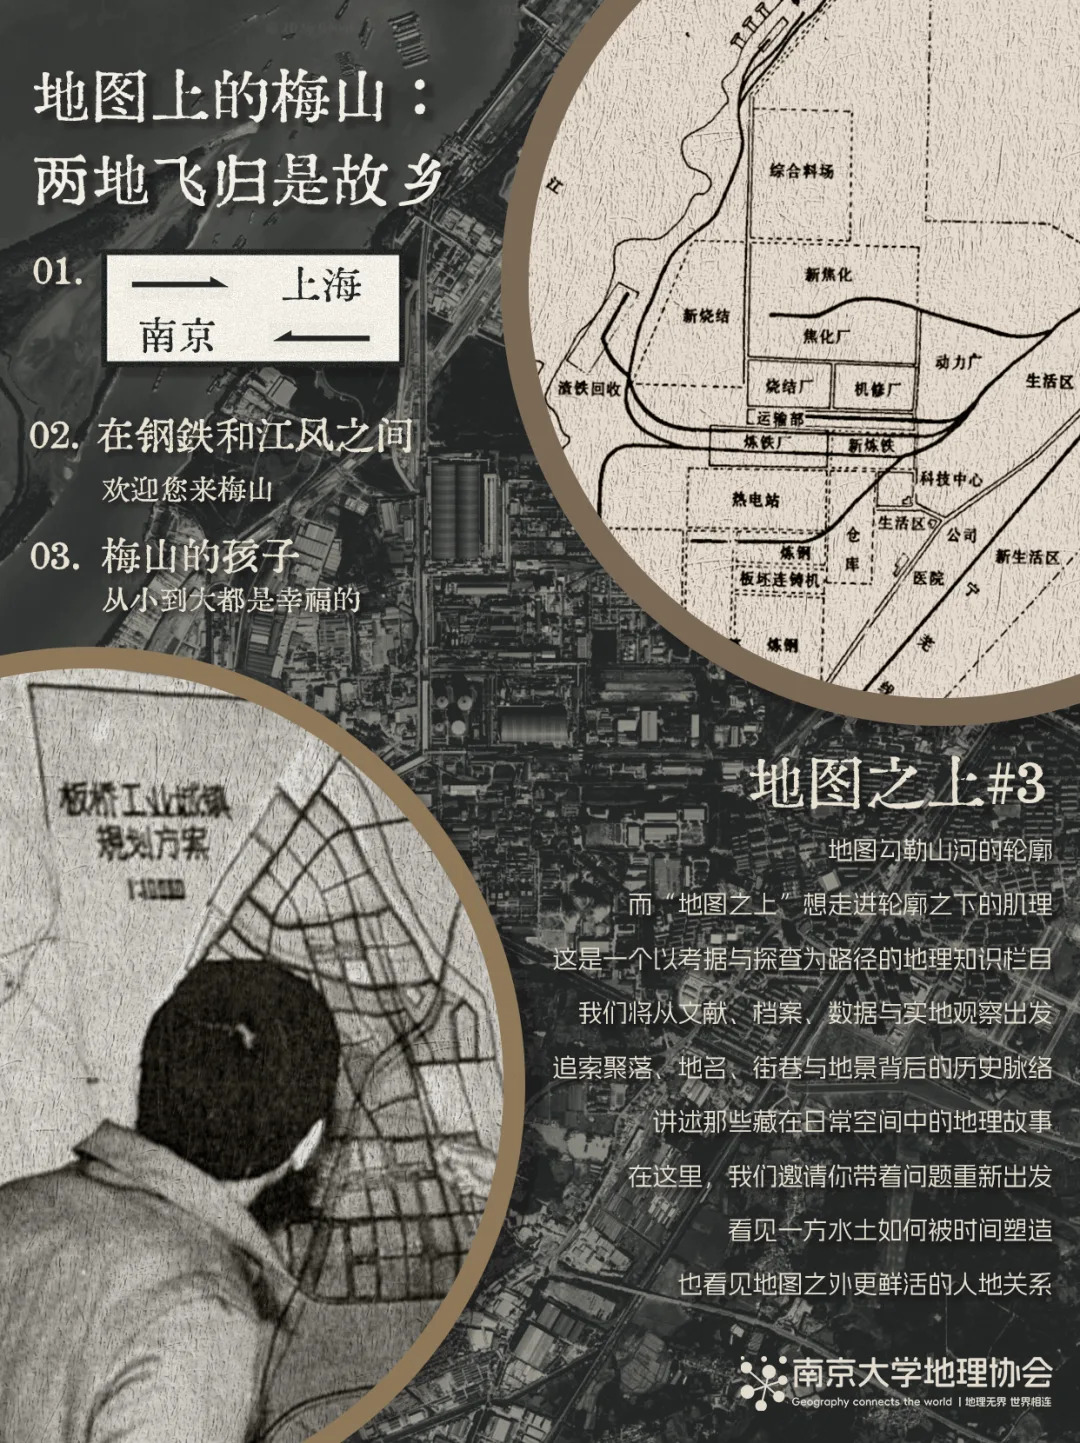 地图上的梅山：
两地飞归是故乡
01.
上海
南京
02. 在钢鉄和江风之间
欢迎您来梅山
03. 梅山的孩子
从小到大都是幸福的
江
综合料场
新焦化
新烧结
焦化厂
动力广
生活区
渣铁回收
烧结厂
机修厂
运输部
炼铁厂
新炼铁
科技中心
热电站
生活区
公司
仓
库
炼钢
新生活区
板坯连铸机
医院
宁
芜
线
炼钢
板桥工业城镇
规划方案
地图之上#3
地图勾勒山河的轮廓
而“地图之上”想走进轮廓之下的肌理
这是一个以考据与探查为路径的地理知识栏目
我们将从文献、档案、数据与实地观察出发
追索聚落、地名、街巷与地景背后的历史脉络
讲述那些藏在日常空间中的地理故事
在这里，我们邀请你带着问题重新出发
看见一方水土如何被时间塑造
也看见地图之外更鲜活的人地关系
南京大学地理协会
Geography connects the world | 地理无界 世界相连